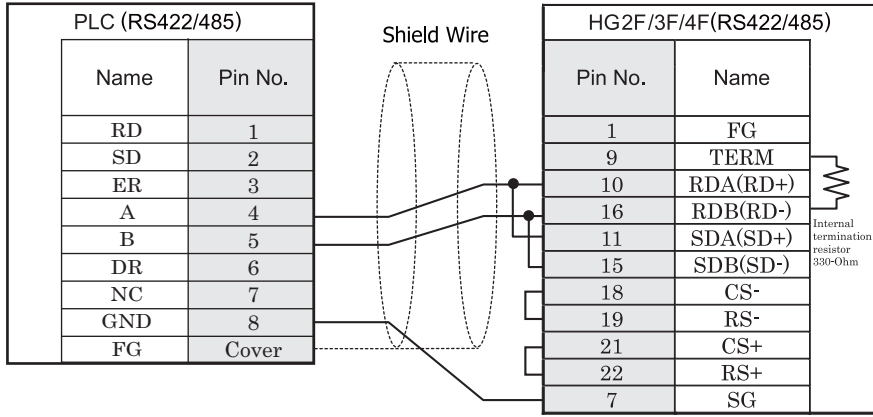 PLC (RS422/485)
Name Pin No.
RD 1
SD 2
ER 3
A 4
B 5
DR 6
NC 7
GND 8
FG Cover
Shield Wire
HG2F/3F/4F(RS422/485)
Pin No. Name
1 FG
9 TERM
10 RDA(RD+)
16 RDB(RD-)
11 SDA(SD+)
15 SDB(SD-)
18 CS-
19 RS-
21 CS+
22 RS+
7 SG
Internal
termination
resistor
330-Ohm